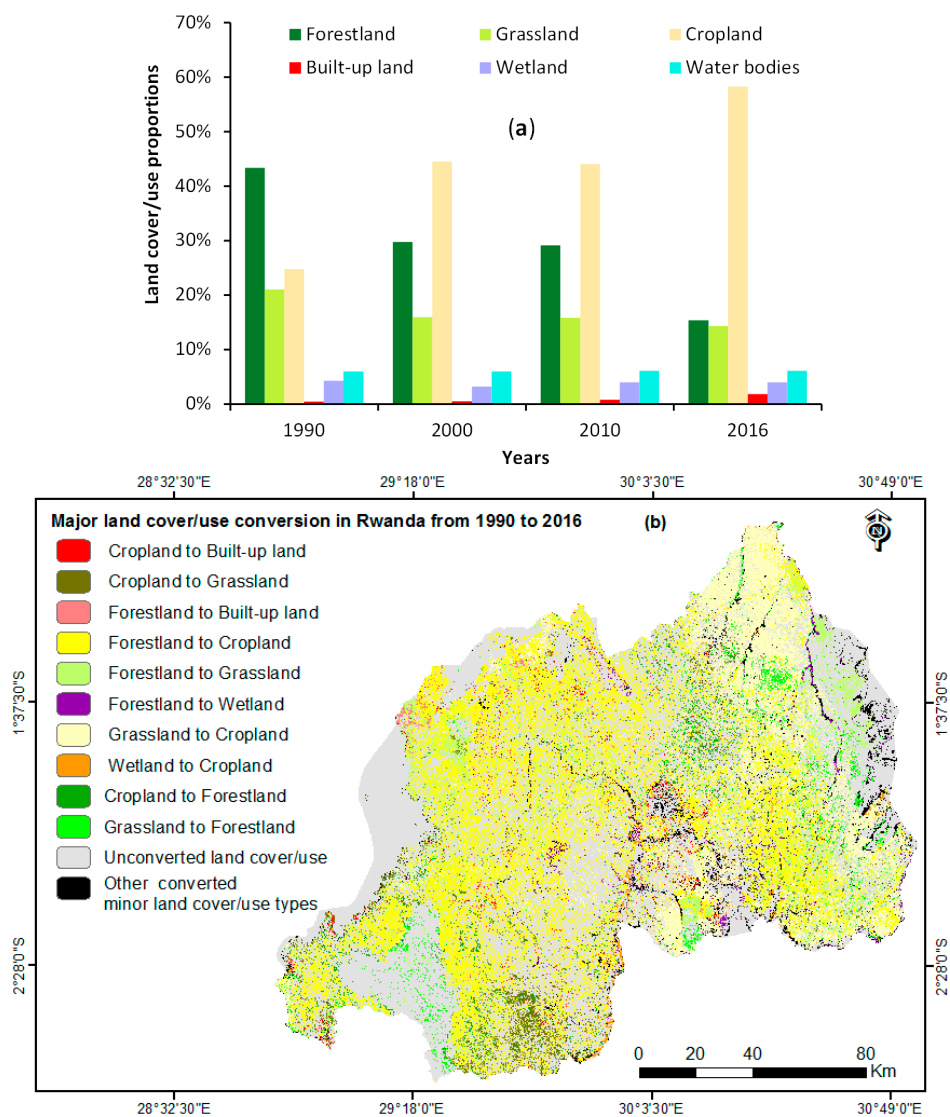 70%
60%
50%
40%
30%
20%
10%
0%
Land cover/use proportions
Forestland Grassland Cropland
Built-up land Wetland Water bodies
(a)
1990 2000 2010 2016
Years
28°32'30"E 29°18'0"E 30°3'30"E 30°49'0"E
Major land cover/use conversion in Rwanda from 1990 to 2016 (b)
N
Cropland to Built-up land
Cropland to Grassland
Forestland to Built-up land
Forestland to Cropland
Forestland to Grassland
Forestland to Wetland
Grassland to Cropland
Wetland to Cropland
Cropland to Forestland
Grassland to Forestland
Unconverted land cover/use
Other converted
minor land cover/use types
1°37'30"S 1°37'30"S
2°28'0"S 2°28'0"S
0 20 40 80
Km
28°32'30"E 29°18'0"E 30°3'30"E 30°49'0"E